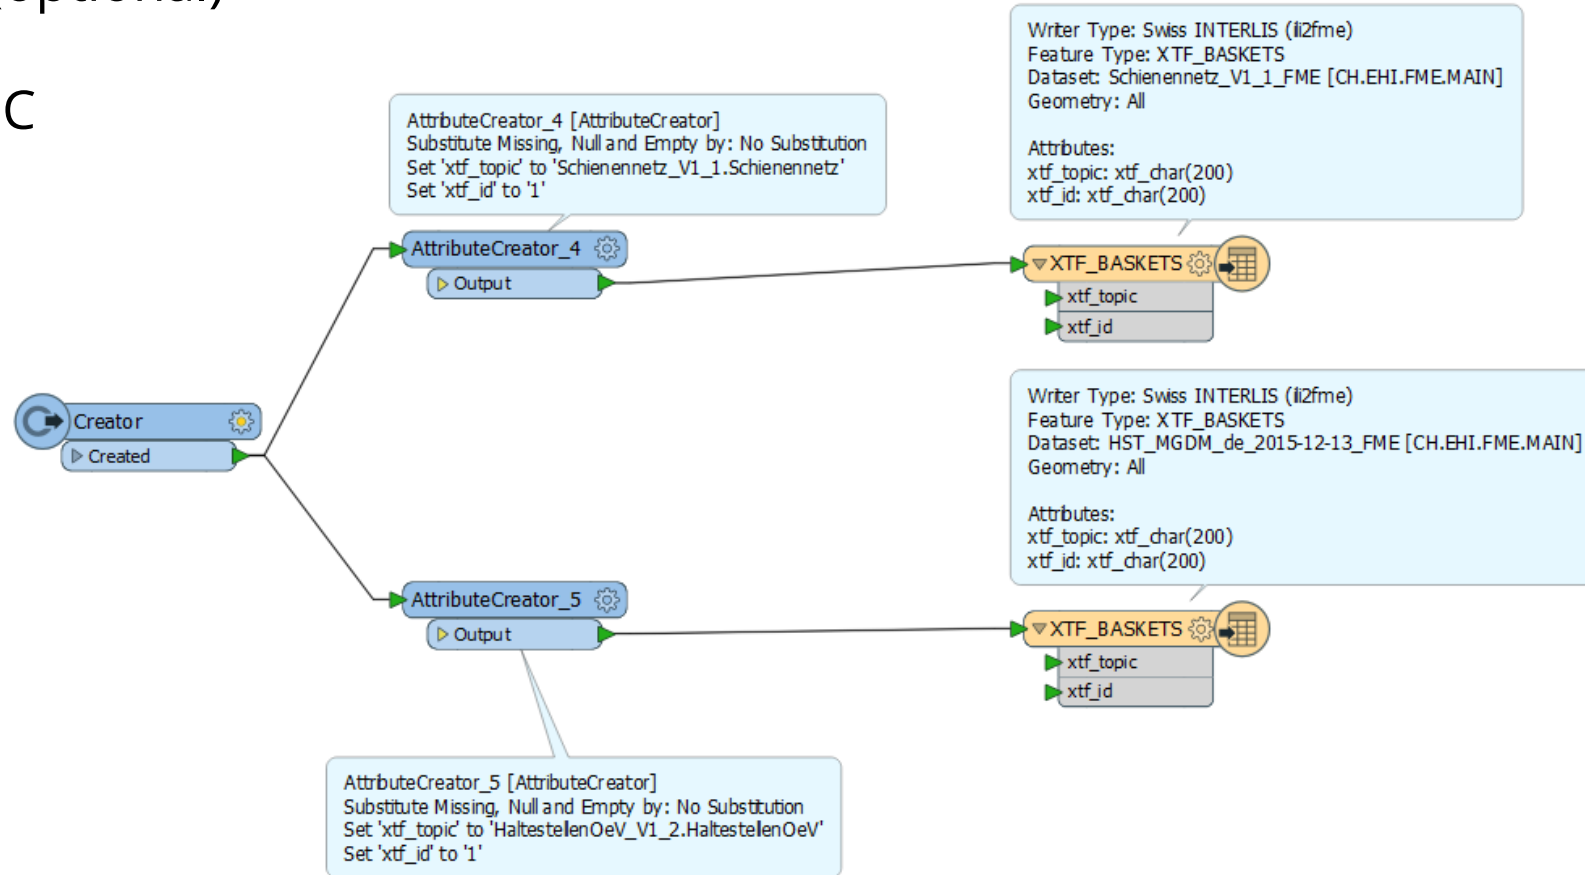 C
Writer Type: Swiss INTERLIS (ili2fme)
Feature Type: XTF_BASKETS
Dataset: Schienennetz_V1_1_FME [CH.EHI.FME.MAIN]
Geometry: All
Attributes:
xtf_topic: xtf_char(200)
xtf_id: xtf_char(200)
AttributeCreator_4 [AttributeCreator]
Substitute Missing, Null and Empty by: No Substitution
Set 'xtf_topic' to 'Schienennetz_V1_1.Schienennetz'
Set 'xtf_id' to '1'
AttributeCreator_4
Output
XTF_BASKETS
xtf_topic
xtf_id
Creator
Created
Writer Type: Swiss INTERLIS (ili2fme)
Feature Type: XTF_BASKETS
Dataset: HST_MGDM_de_2015-12-13_FME [CH.EHI.FME.MAIN]
Geometry: All
Attributes:
xtf_topic: xtf_char(200)
xtf_id: xtf_char(200)
AttributeCreator_5
Output
XTF_BASKETS
xtf_topic
xtf_id
AttributeCreator_5 [AttributeCreator]
Substitute Missing, Null and Empty by: No Substitution
Set 'xtf_topic' to 'HaltestellenOeV_V1_2.HaltestellenOeV'
Set 'xtf_id' to '1'